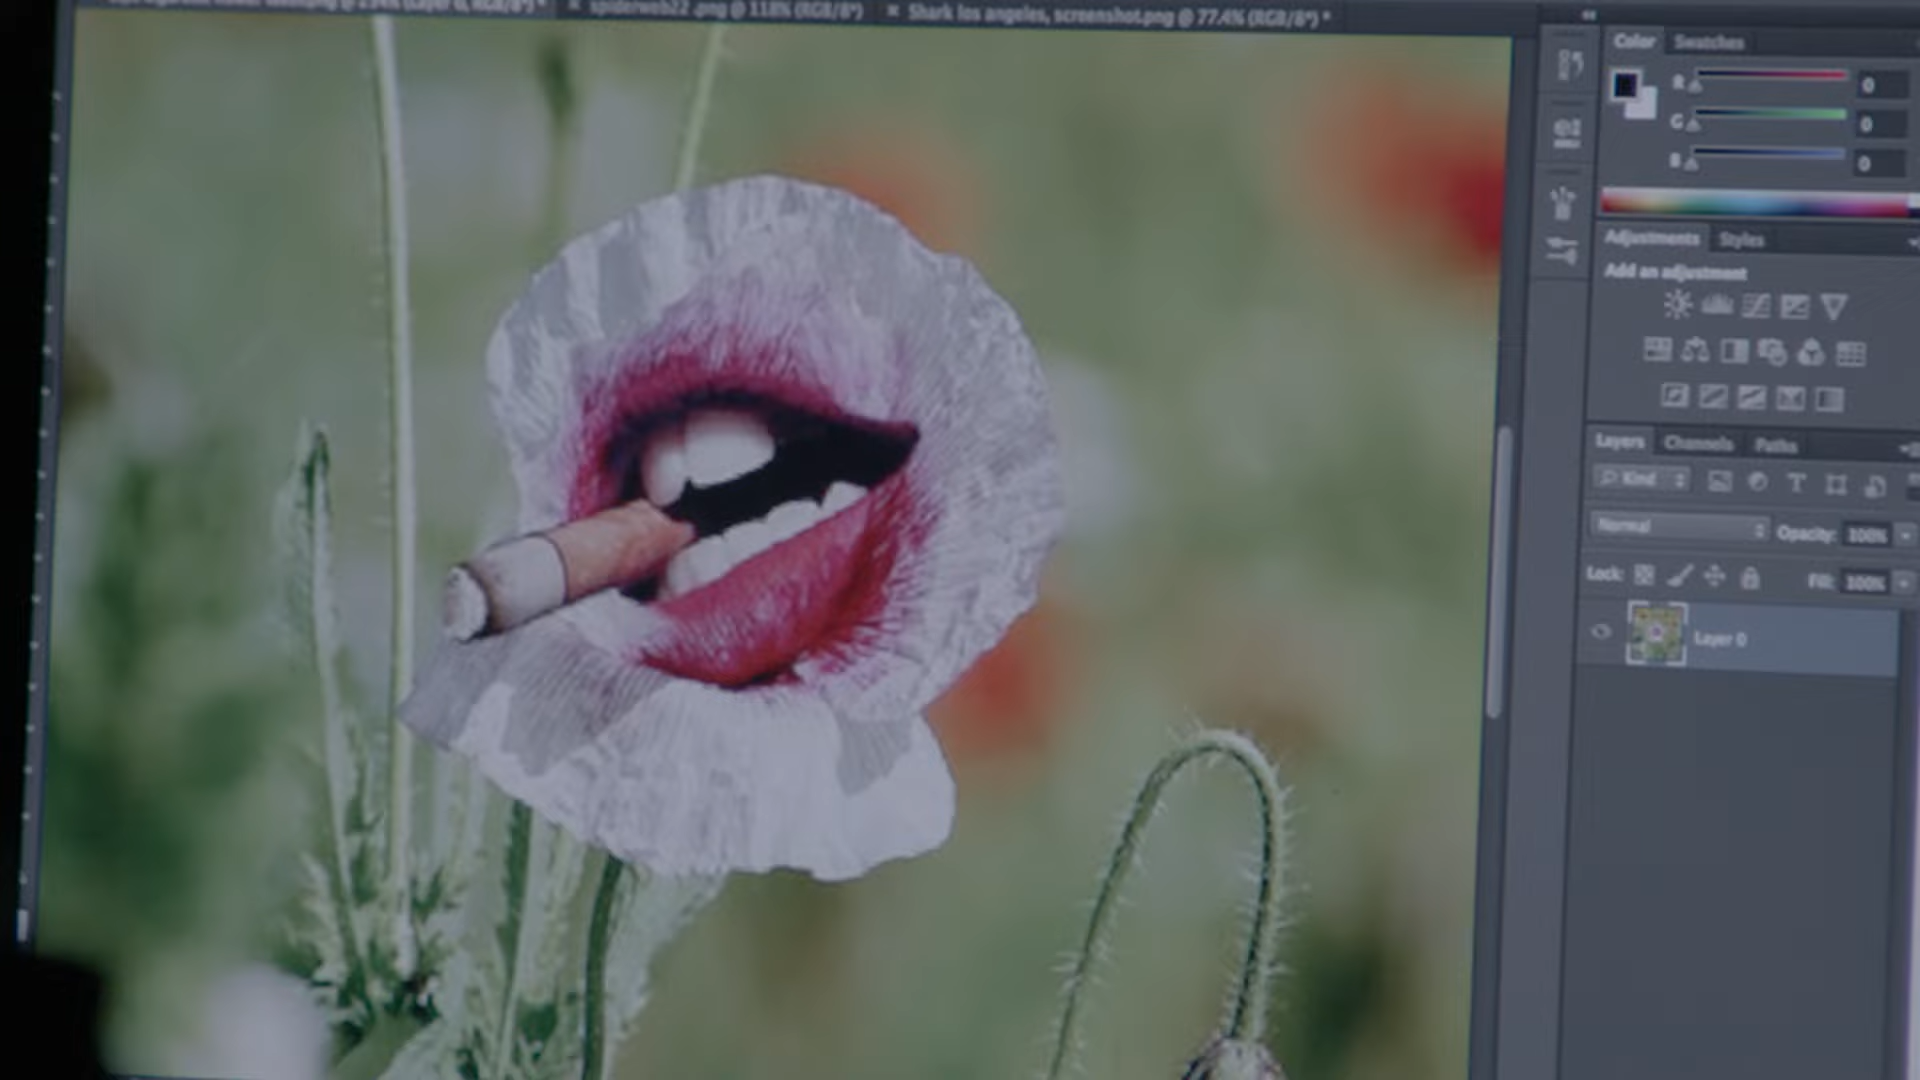 spiderweb22 .png @ 118% (RGB/8*)
Shark los angeles, screenshot.png @ 77.4% (RGB/8*) *
Color Swatches
R 0
G 0
B 0
Adjustments Styles
Add an adjustment
Layers Channels Paths
Kind
Normal Opacity: 100%
Lock: Fill: 100%
Layer 0